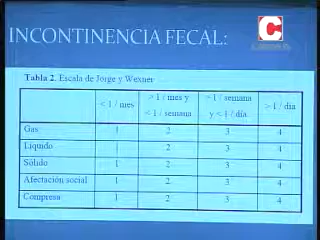 INCONTINENCIA FECAL:
Tabla 2. Escala de Jorge y Wexner
< 1 / mes
> 1 / mes y < 1 / semana
> 1 / semana y < 1 / día
> 1 / día
Gas 1 2 3 4
Líquido 1 2 3 4
Sólido 1 2 3 4
Afectación social 1 2 3 4
Compresa 1 2 3 4